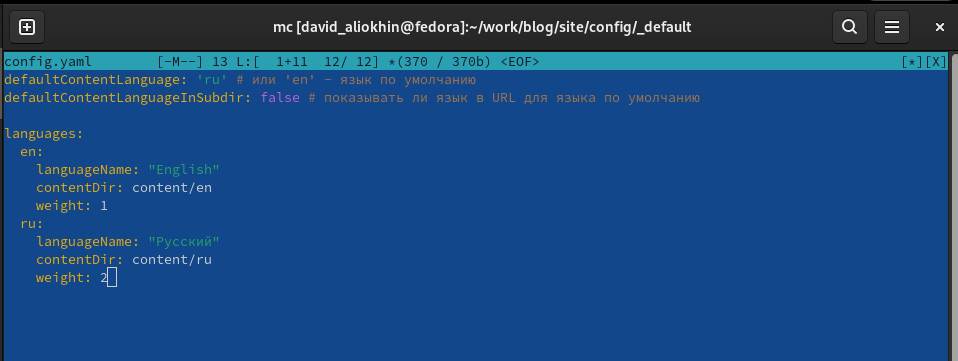 mc [david_aliokhin@fedora]:~/work/blog/site/config/_default
config.yaml [-M--] 13 L:[ 1+11 12/ 12] *(370 / 370b) <EOF> [*][X]
defaultContentLanguage: 'ru' # или 'en' - язык по умолчанию
defaultContentLanguageInSubdir: false # показывать ли язык в URL для языка по умолчанию
languages:
en:
languageName: "English"
contentDir: content/en
weight: 1
ru:
languageName: "Русский"
contentDir: content/ru
weight: 2